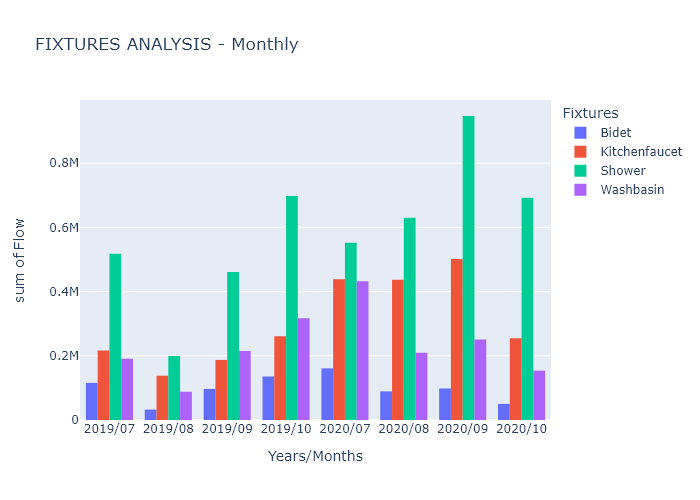 FIXTURES ANALYSIS - Monthly
Fixtures
Bidet
Kitchenfaucet
Shower
Washbasin
sum of Flow
0.8M
0.6M
0.4M
0.2M
0
2019/07 2019/08 2019/09 2019/10 2020/07 2020/08 2020/09 2020/10
Years/Months